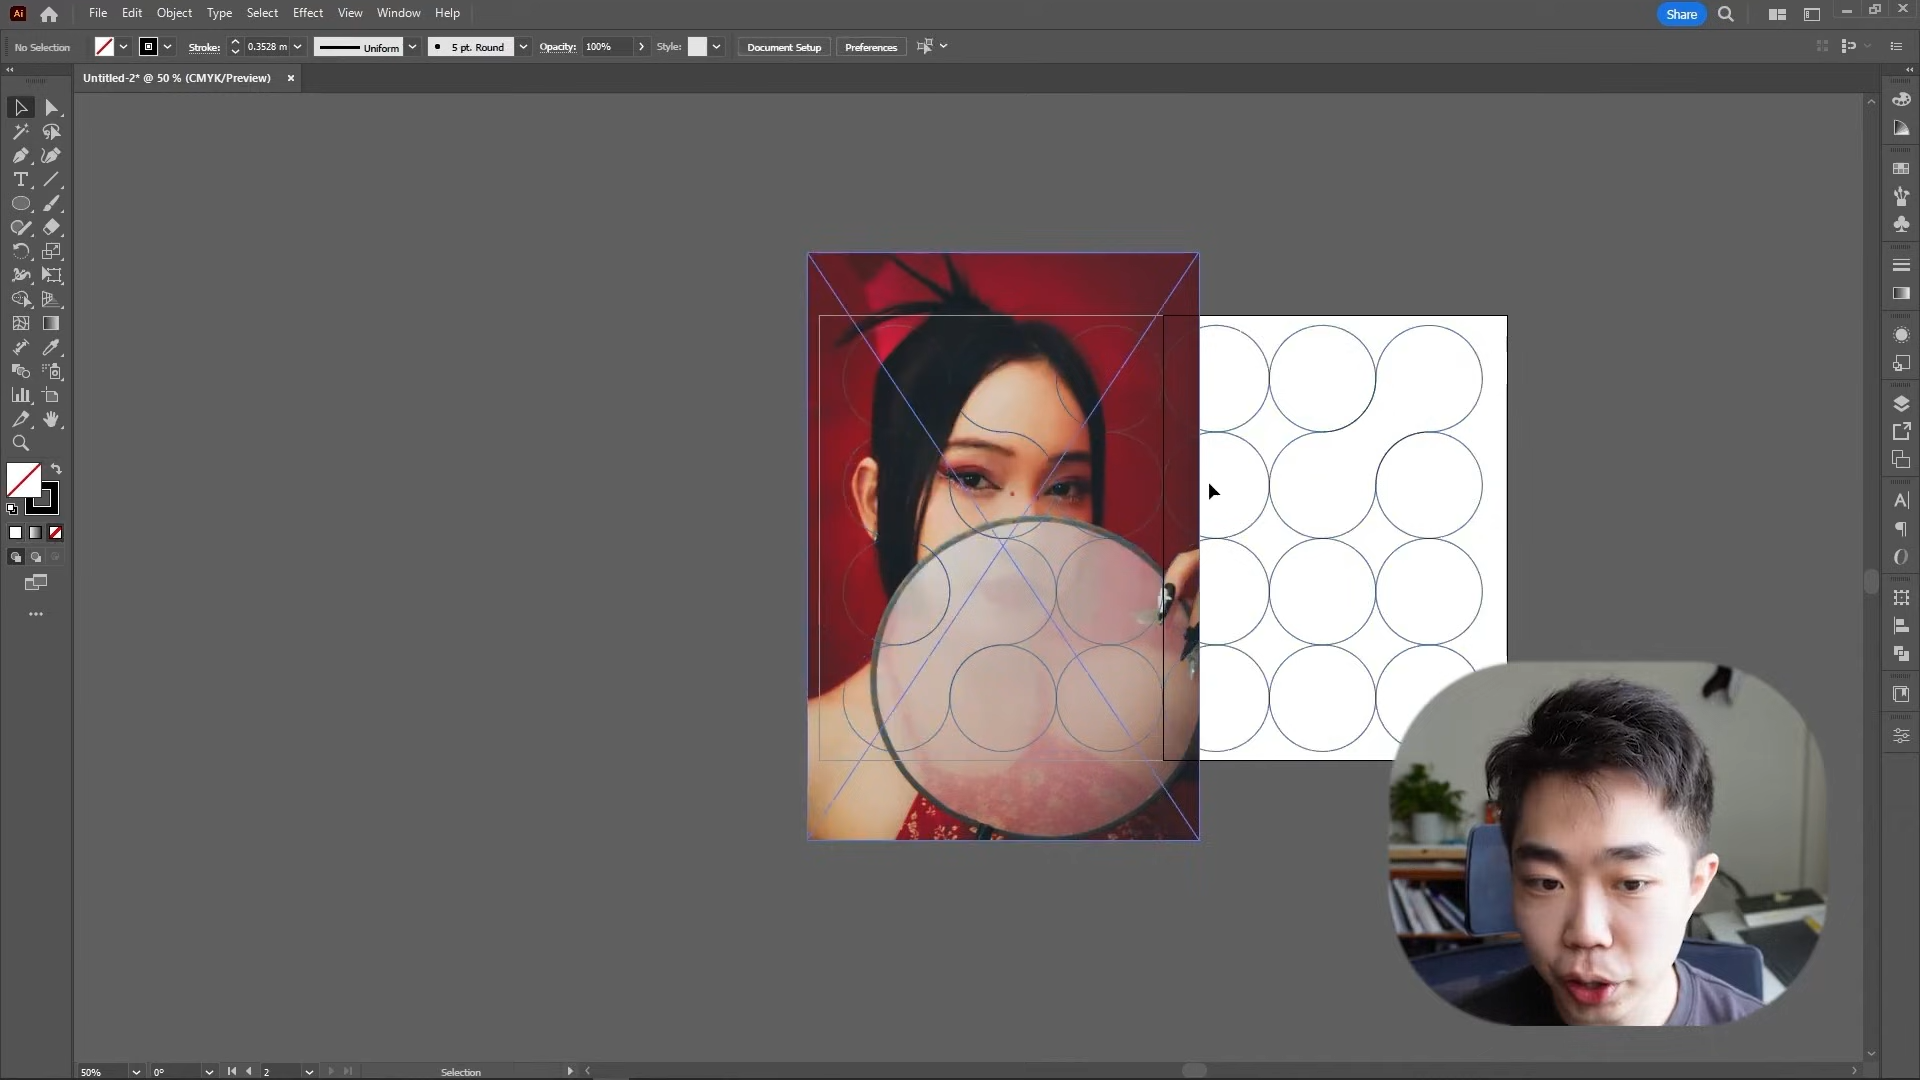 Ai File Edit Object Type Select Effect View Window Help Share
No Selection Stroke: 0.3528 m Uniform 5 pt. Round Opacity: 100% Style: Document Setup Preferences
Untitled-2* @ 50 % (CMYK/Preview)
50% 0° 2 Selection